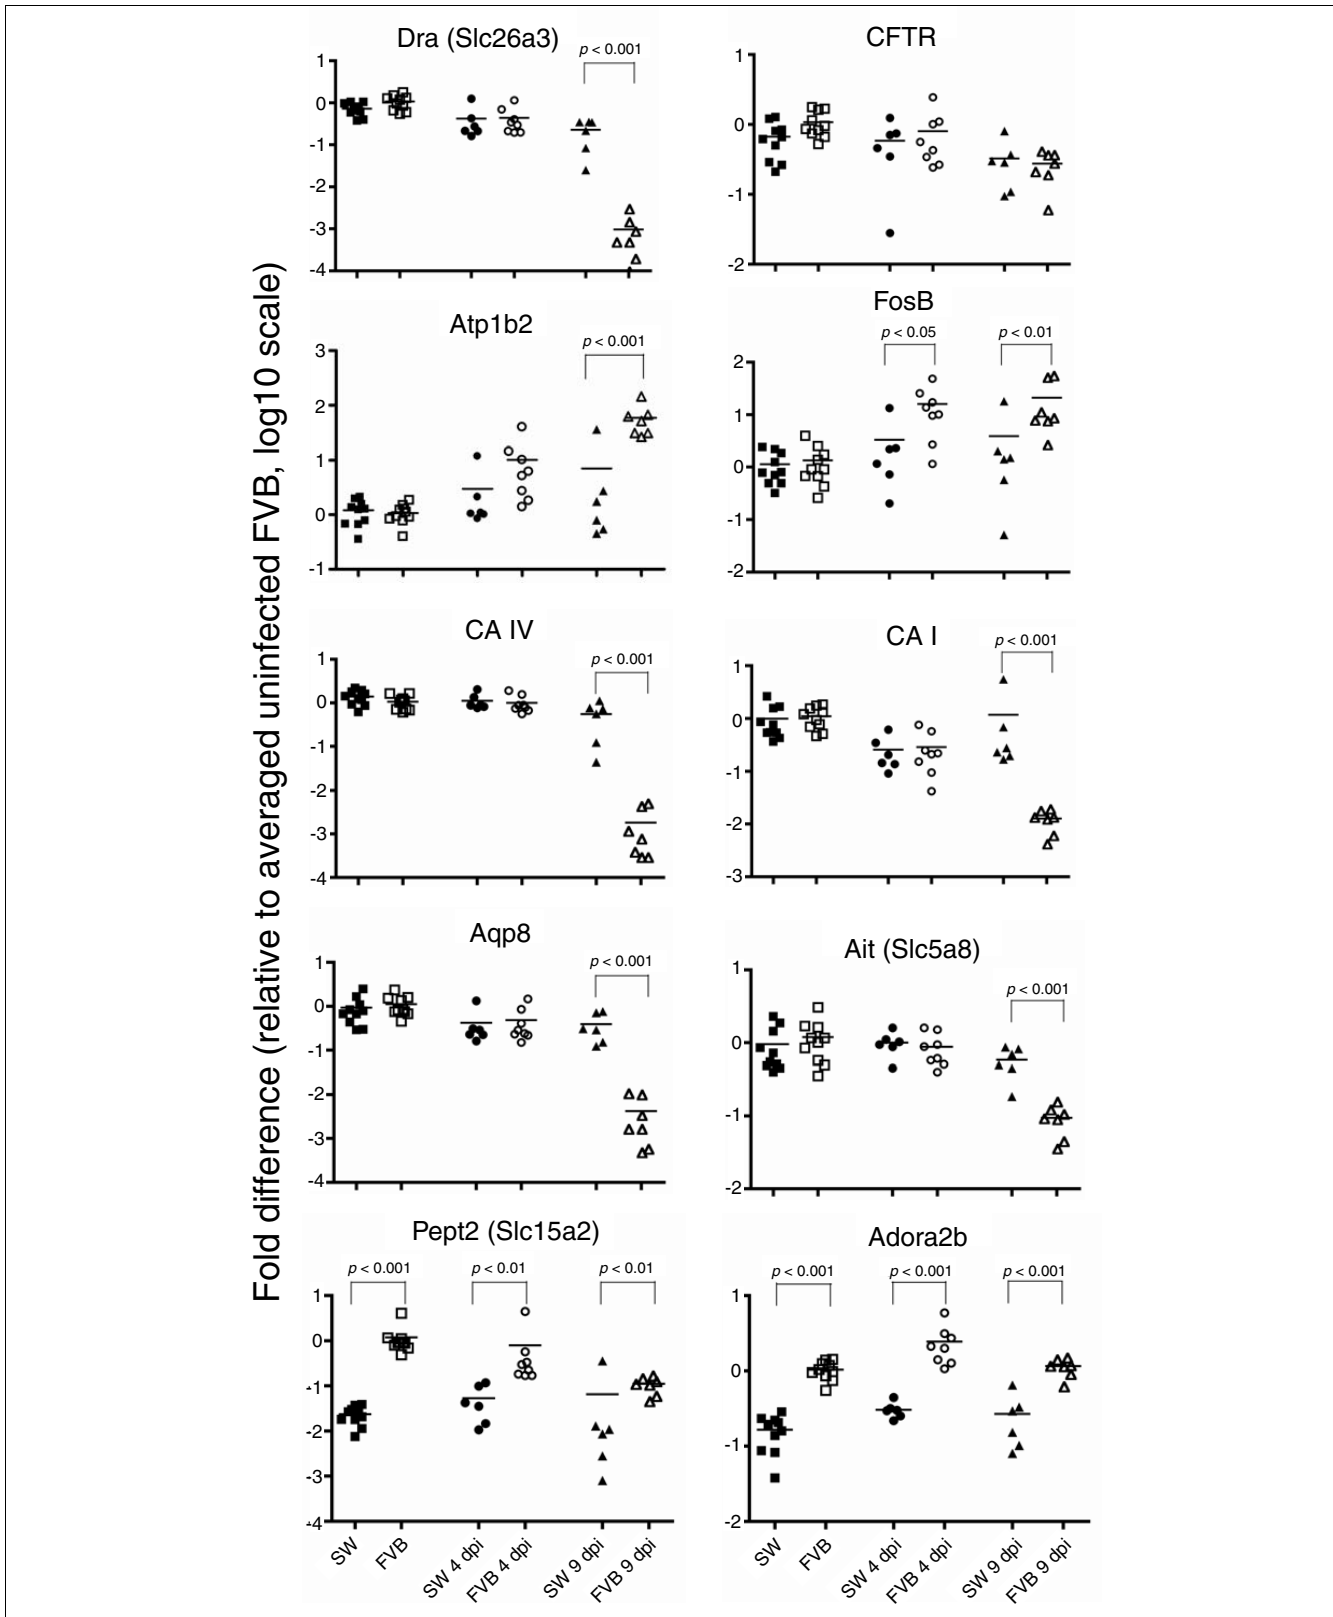 Fold difference (relative to averaged uninfected FVB, log10 scale)
Dra (Slc26a3)
p < 0.001
1
0
-1
-2
-3
-4
CFTR
1
0
-1
-2
Atp1b2
p < 0.001
3
2
1
0
-1
FosB
p < 0.05
p < 0.01
2
1
0
-1
-2
CA IV
p < 0.001
1
0
-1
-2
-3
-4
CA I
p < 0.001
1
0
-1
-2
-3
Aqp8
p < 0.001
1
0
-1
-2
-3
-4
Ait (Slc5a8)
p < 0.001
1
0
-1
-2
Pept2 (Slc15a2)
p < 0.001
p < 0.01
p < 0.01
1
0
-1
-2
-3
-4
SW
FVB
SW 4 dpi
FVB 4 dpi
SW 9 dpi
FVB 9 dpi
Adora2b
p < 0.001
p < 0.001
p < 0.001
1
0
-1
-2
SW
FVB
SW 4 dpi
FVB 4 dpi
SW 9 dpi
FVB 9 dpi